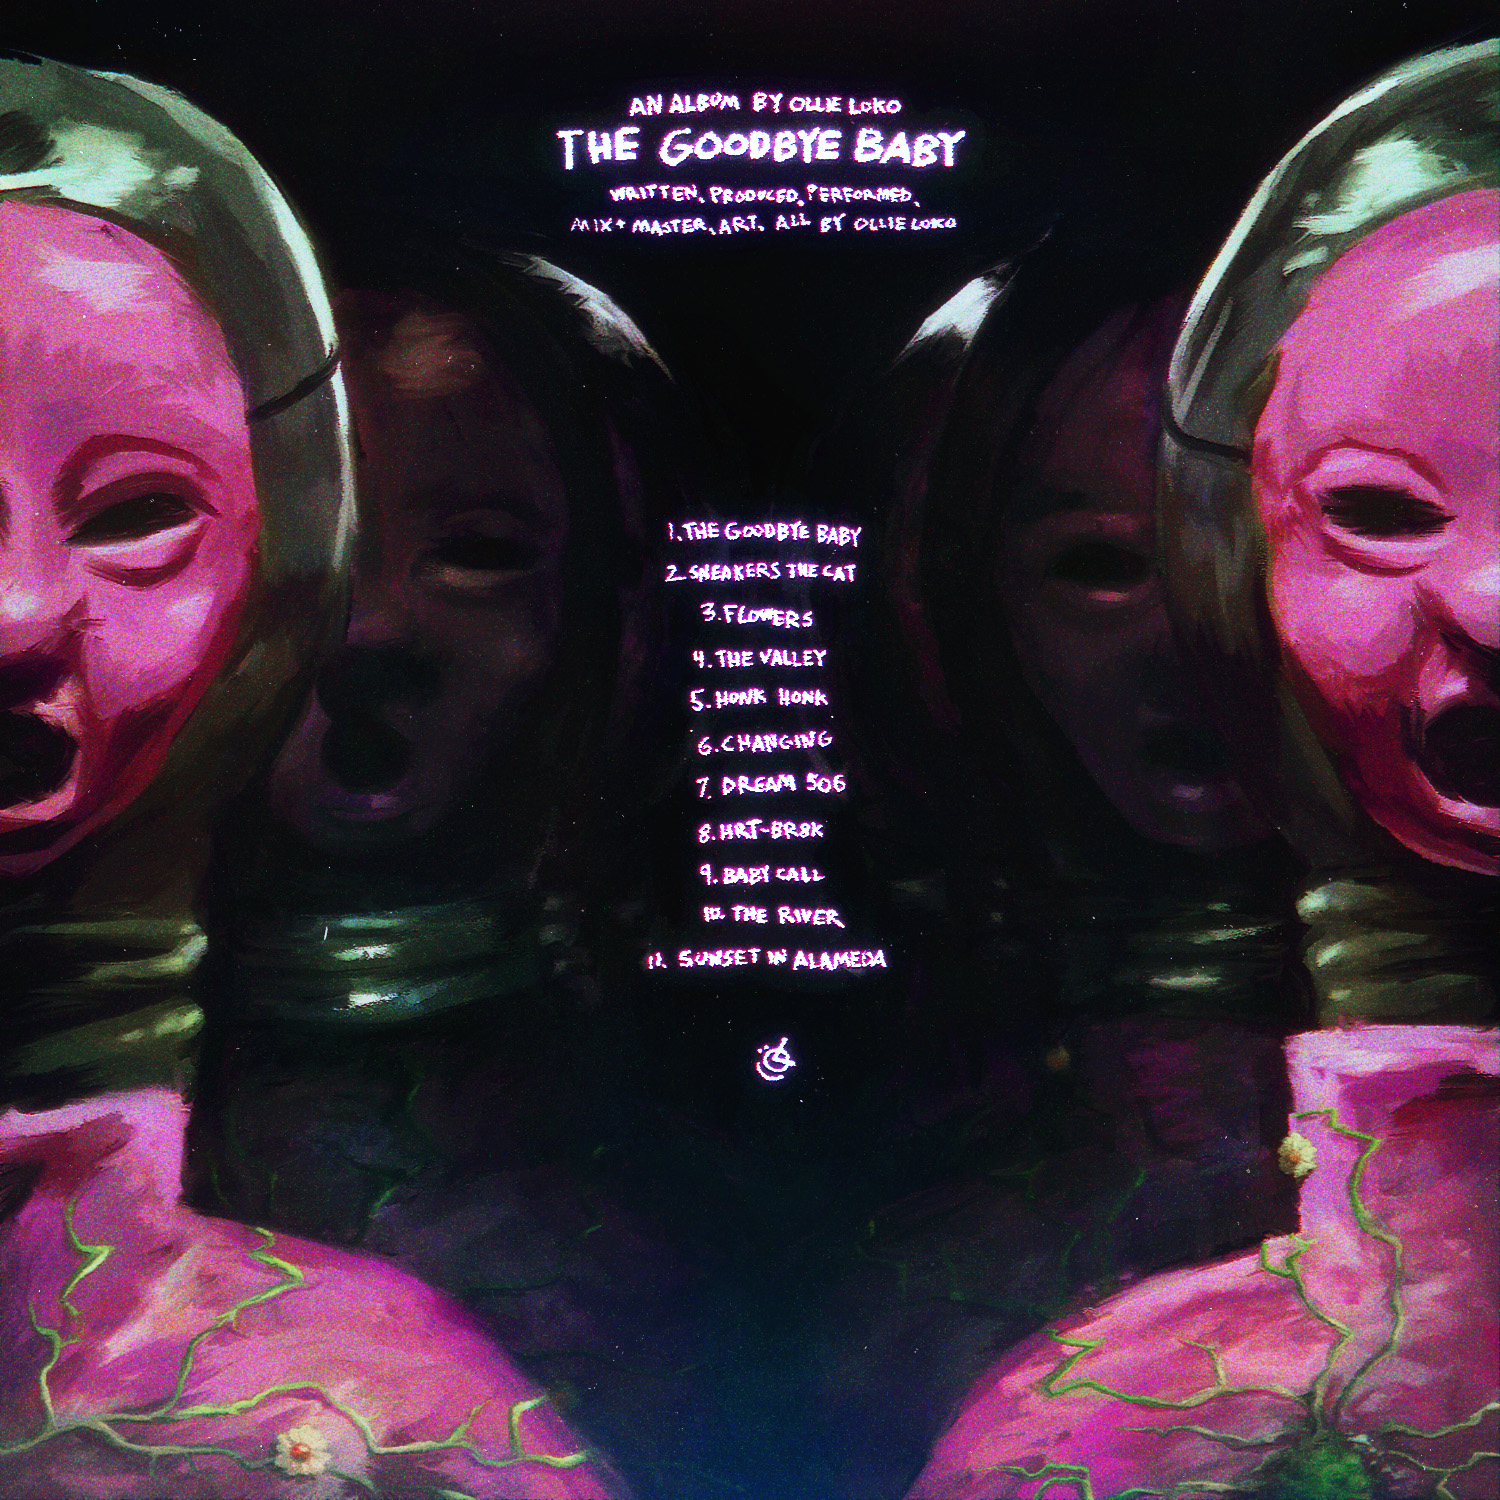 AN ALBUM BY OLLIE LOKO
THE GOODBYE BABY
WRITTEN, PRODUCED, PERFORMED,
MIX + MASTER, ART, ALL BY OLLIE LOKO
1. THE GOODBYE BABY
2. SNEAKERS THE CAT
3. FLOWERS
4. THE VALLEY
5. HONK HONK
6. CHANGING
7. DREAM 506
8. HRT-BR8K
9. BABY CALL
10. THE RIVER
11. SUNSET IN ALAMEDA